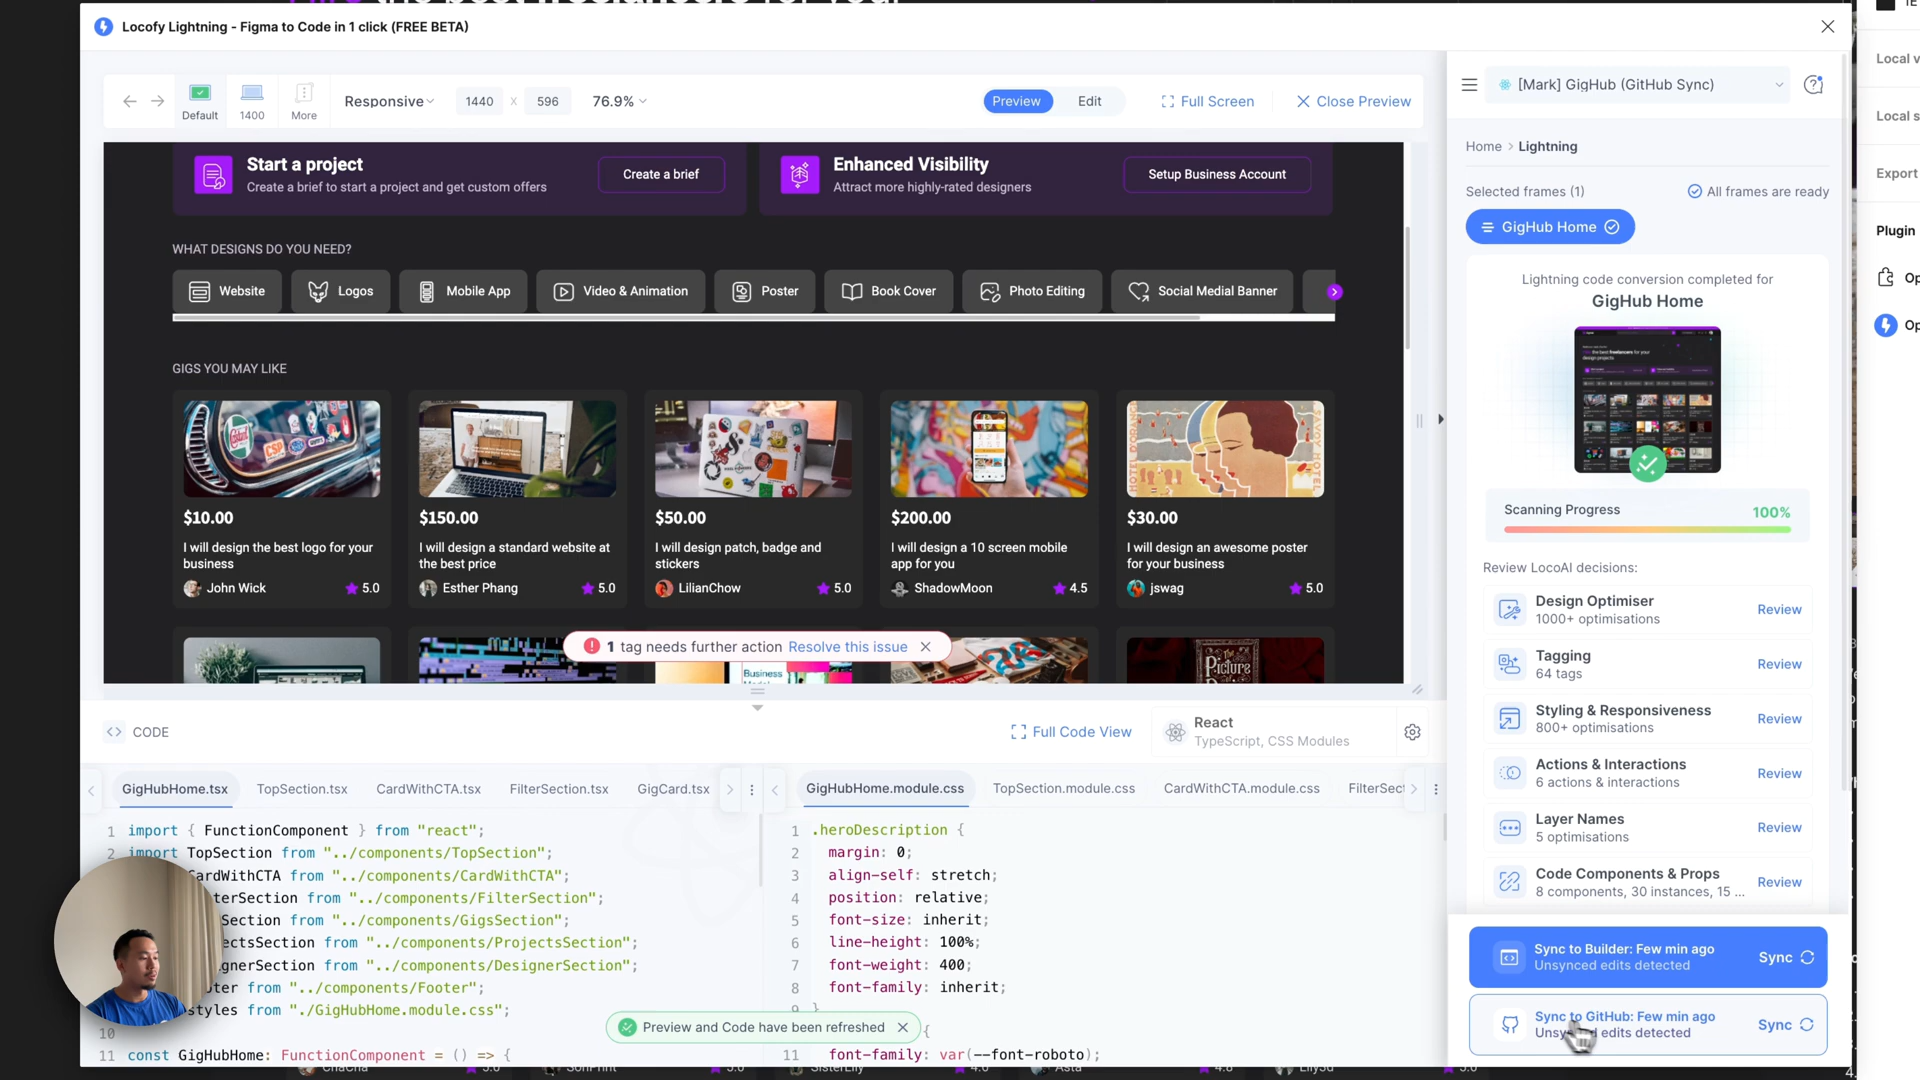 Locofy Lightning - Figma to Code in 1 click (FREE BETA)
Default
1400
More
Responsive
1440 x 596
76.9%
Preview
Edit
Full Screen
Close Preview
Start a project
Create a brief to start a project and get custom offers
Create a brief
Enhanced Visibility
Attract more highly-rated designers
Setup Business Account
WHAT DESIGNS DO YOU NEED?
Website
Logos
Mobile App
Video & Animation
Poster
Book Cover
Photo Editing
Social Medial Banner
GIGS YOU MAY LIKE
$10.00
I will design the best logo for your
business
John Wick
5.0
$150.00
I will design a standard website at
the best price
Esther Phang
5.0
$50.00
I will design patch, badge and
stickers
LilianChow
5.0
$200.00
I will design a 10 screen mobile
app for you
ShadowMoon
4.5
$30.00
I will design an awesome poster
for your business
jswag
5.0
1 tag needs further action Resolve this issue
Business
The
Picture
CODE
Full Code View
React
TypeScript, CSS Modules
GigHubHome.tsx
TopSection.tsx
CardWithCTA.tsx
FilterSection.tsx
GigCard.tsx
1 import { FunctionComponent } from "react";
2 import TopSection from "../components/TopSection";
CardWithCTA from "../components/CardWithCTA";
terSection from "../components/FilterSection";
Section from "../components/GigsSection";
ectsSection from "../components/ProjectsSection";
gnerSection from "../components/DesignerSection";
ter from "../components/Footer";
styles from "./GigHubHome.module.css";
10
11 const GigHubHome: FunctionComponent = () => {
GigHubHome.module.css
TopSection.module.css
CardWithCTA.module.css
FilterSect
1 .heroDescription {
2 margin: 0;
3 align-self: stretch;
4 position: relative;
5 font-size: inherit;
6 line-height: 100%;
7 font-weight: 400;
8 font-family: inherit;
9 }
{
11 font-family: var(--font-roboto);
Preview and Code have been refreshed
[Mark] GigHub (GitHub Sync)
Home > Lightning
Selected frames (1)
All frames are ready
GigHub Home
Lightning code conversion completed for
GigHub Home
Scanning Progress
100%
Review LocoAI decisions:
Design Optimiser
1000+ optimisations
Review
Tagging
64 tags
Review
Styling & Responsiveness
800+ optimisations
Review
Actions & Interactions
6 actions & interactions
Review
Layer Names
5 optimisations
Review
Code Components & Props
8 components, 30 instances, 15 ...
Review
Sync to Builder: Few min ago
Unsynced edits detected
Sync
Sync to GitHub: Few min ago
Unsy d edits detected
Sync
Local v
Local s
Export
Plugin
Op
Op